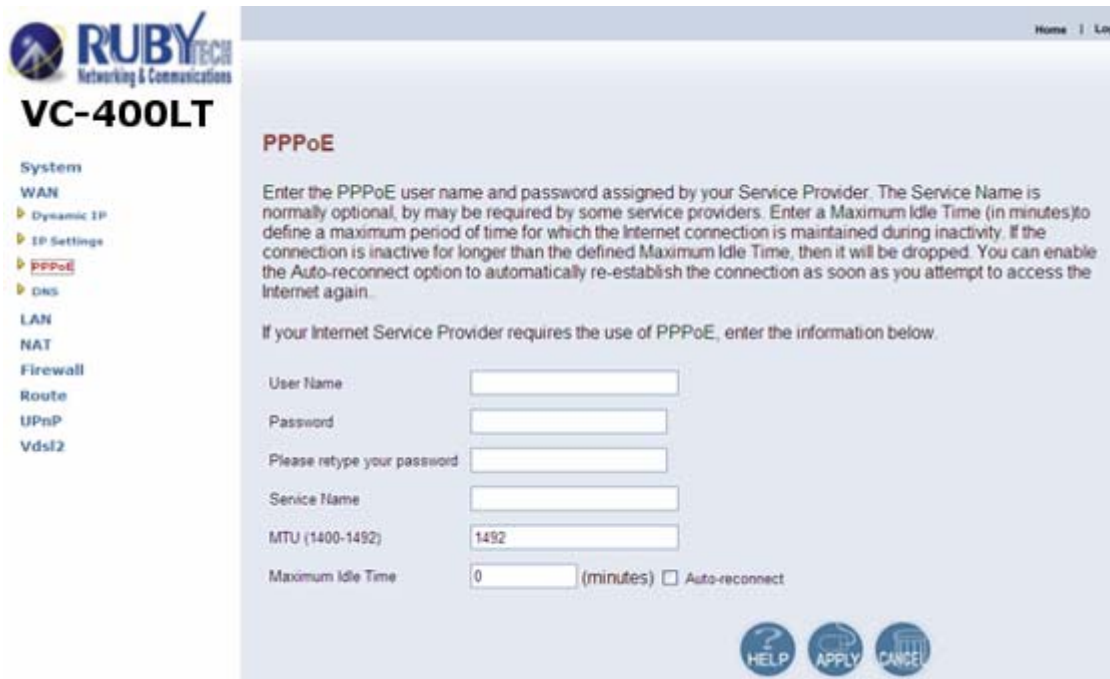 RUBYTECH
Networking & Communications
VC-400LT
System
WAN
Dynamic IP
IP Settings
PPPoE
DNS
LAN
NAT
Firewall
Route
UPnP
Vdsl2
Home | Log
PPPoE
Enter the PPPoE user name and password assigned by your Service Provider. The Service Name is
normally optional, by may be required by some service providers. Enter a Maximum Idle Time (in minutes)to
define a maximum period of time for which the Internet connection is maintained during inactivity. If the
connection is inactive for longer than the defined Maximum Idle Time, then it will be dropped. You can enable
the Auto-reconnect option to automatically re-establish the connection as soon as you attempt to access the
Internet again.
If your Internet Service Provider requires the use of PPPoE, enter the information below.
User Name
Password
Please retype your password
Service Name
MTU (1400-1492) 1492
Maximum Idle Time 0 (minutes) Auto-reconnect
HELP APPLY CANCEL